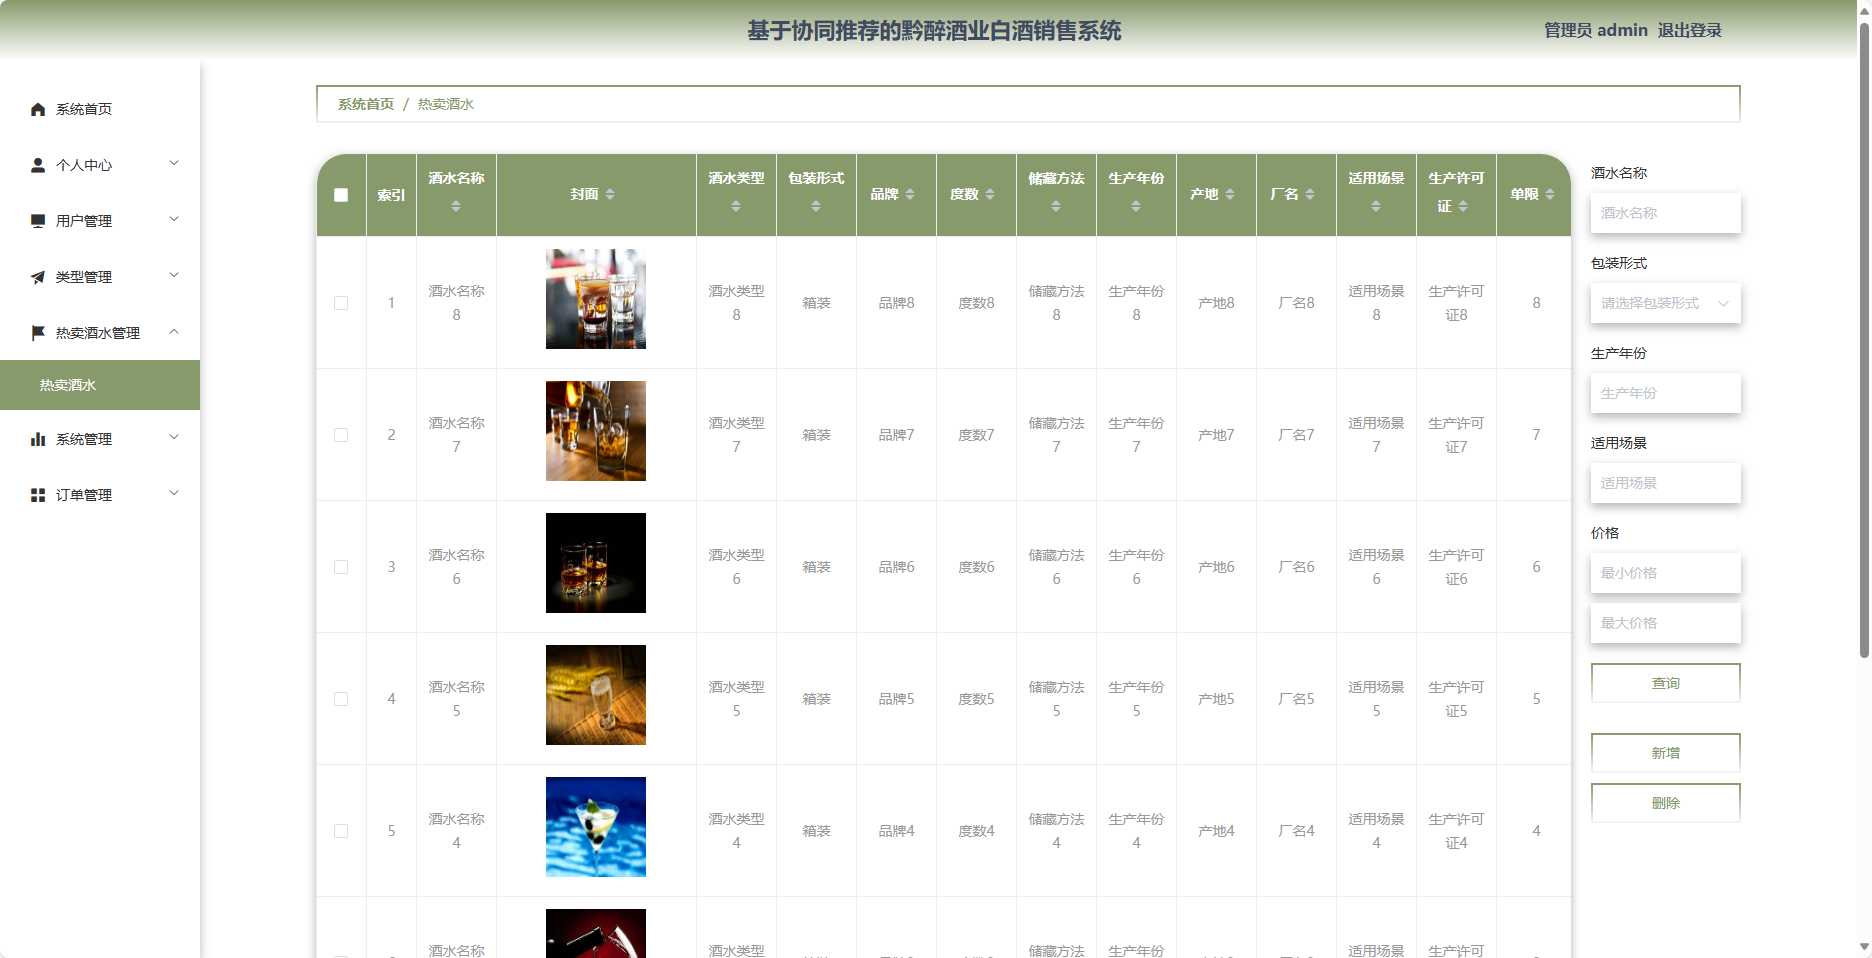 基于协同推荐的黔醉酒业白酒销售系统
管理员 admin 退出登录
系统首页
个人中心
用户管理
类型管理
热卖酒水管理
热卖酒水
系统管理
订单管理
系统首页 / 热卖酒水
索引 酒水名称 封面 酒水类型 包装形式 品牌 度数 储藏方法 生产年份 产地 厂名 适用场景 生产许可证 单限
1 酒水名称8 酒水类型8 箱装 品牌8 度数8 储藏方法8 生产年份8 产地8 厂名8 适用场景8 生产许可证8 8
2 酒水名称7 酒水类型7 箱装 品牌7 度数7 储藏方法7 生产年份7 产地7 厂名7 适用场景7 生产许可证7 7
3 酒水名称6 酒水类型6 箱装 品牌6 度数6 储藏方法6 生产年份6 产地6 厂名6 适用场景6 生产许可证6 6
4 酒水名称5 酒水类型5 箱装 品牌5 度数5 储藏方法5 生产年份5 产地5 厂名5 适用场景5 生产许可证5 5
5 酒水名称4 酒水类型4 箱装 品牌4 度数4 储藏方法4 生产年份4 产地4 厂名4 适用场景4 生产许可证4 4
酒水名称 酒水类型 储藏方法 生产年份 适用场景 生产许可
酒水名称
酒水名称
包装形式
请选择包装形式
生产年份
生产年份
适用场景
适用场景
价格
最小价格
最大价格
查询
新增
删除